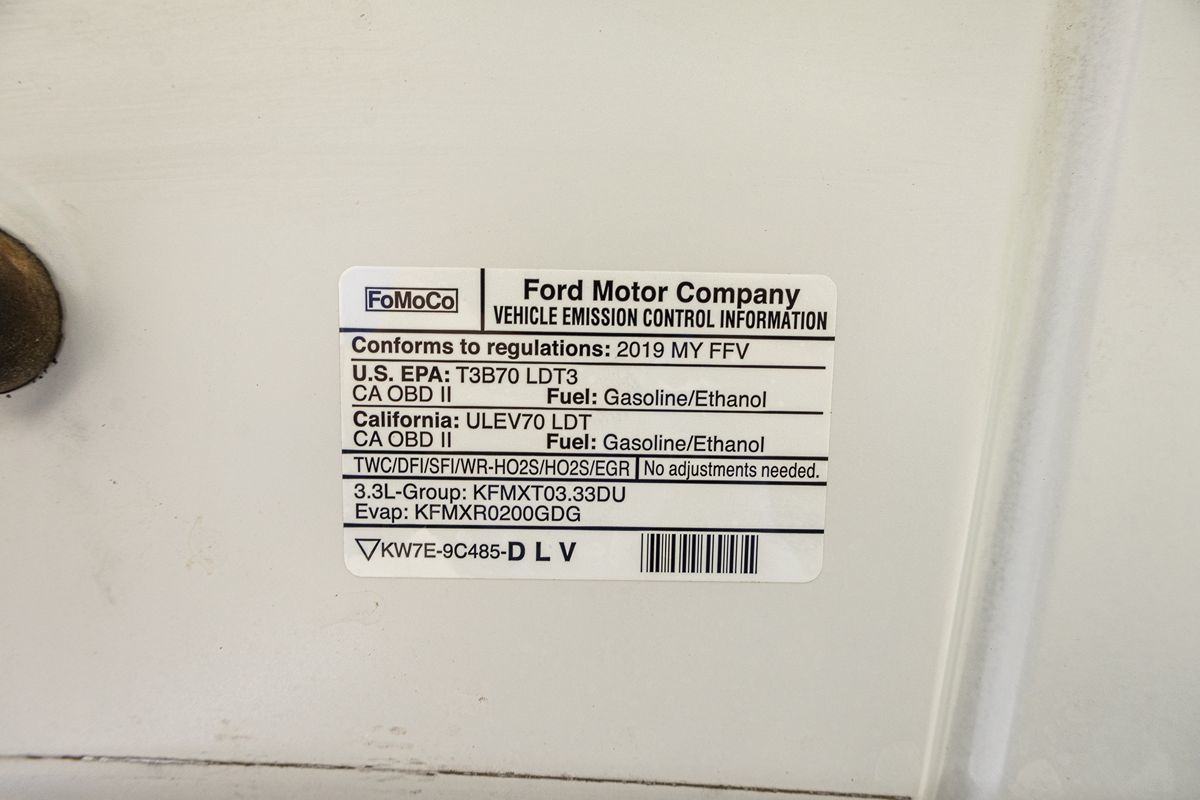 FoMoCo
Ford Motor Company
VEHICLE EMISSION CONTROL INFORMATION
Conforms to regulations: 2019 MY FFV
U.S. EPA: T3B70 LDT3
CA OBD II Fuel: Gasoline/Ethanol
California: ULEV70 LDT
CA OBD II Fuel: Gasoline/Ethanol
TWC/DFI/SFI/WR-HO2S/HO2S/EGR No adjustments needed.
3.3L-Group: KFMXT03.33DU
Evap: KFMXR0200GDG
▽KW7E-9C485-D L V